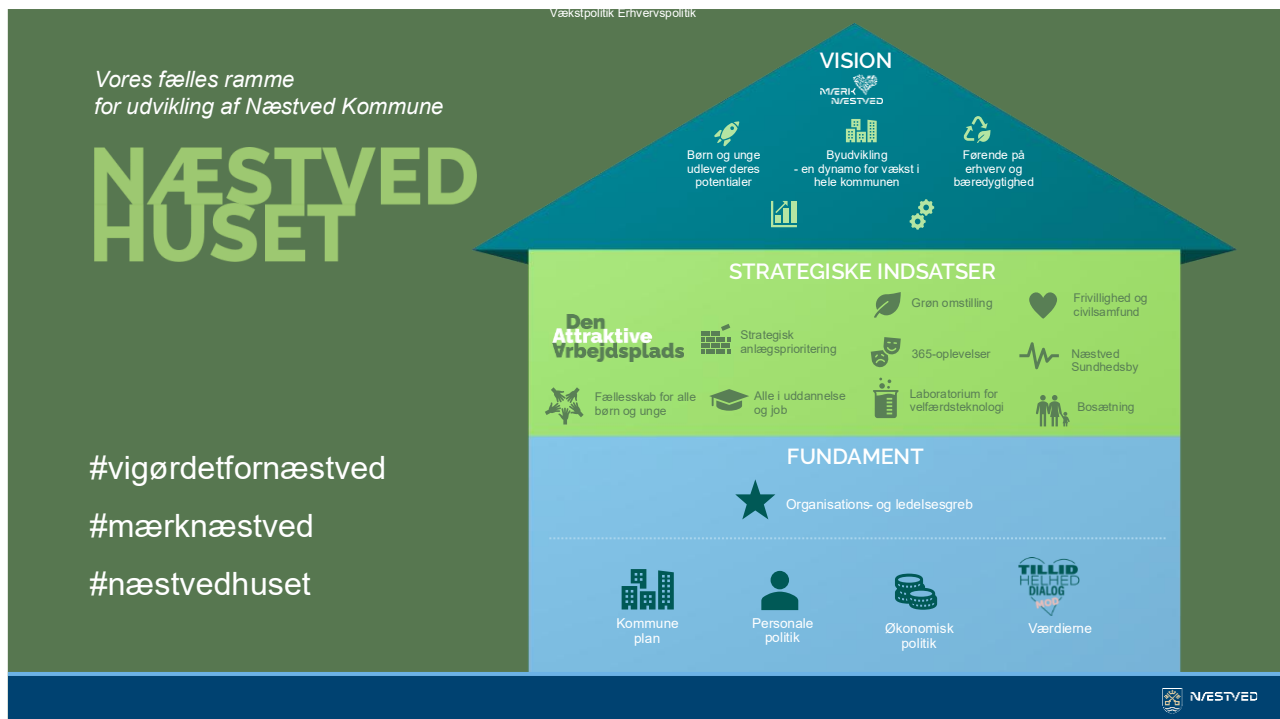 Vækstpolitik Erhvervspolitik
Vores fælles ramme
for udvikling af Næstved Kommune
NÆSTVED
HUSET
#vigørdetfornæstved
#mærknæstved
#næstvedhuset
VISION
MÆRK
NÆSTVED
Børn og unge
udlever deres
potentialer
Byudvikling
- en dynamo for vækst i
hele kommunen
Førende på
erhverv og
bæredygtighed
STRATEGISKE INDSATSER
Den
Attraktive
Arbejdsplads
Strategisk
anlægsprioritering
Grøn omstilling
Frivillighed og
civilsamfund
365-oplevelser
Næstved
Sundhedsby
Fællesskab for alle
børn og unge
Alle i uddannelse
og job
Laboratorium for
velfærdsteknologi
Bosætning
FUNDAMENT
Organisations- og ledelsesgreb
Kommune
plan
Personale
politik
Økonomisk
politik
TILLID
HELHED
DIALOG
MOD
Værdierne
NÆSTVED